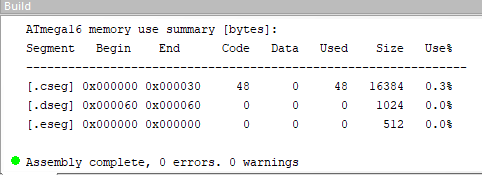 Build
ATmega16 memory use summary [bytes]:
Segment   Begin    End      Code   Data   Used    Size   Use%
---------------------------------------------------------------
[.cseg] 0x000000 0x000030     48      0     48   16384   0.3%
[.dseg] 0x000060 0x000060      0      0      0    1024   0.0%
[.eseg] 0x000000 0x000000      0      0      0     512   0.0%
Assembly complete, 0 errors. 0 warnings